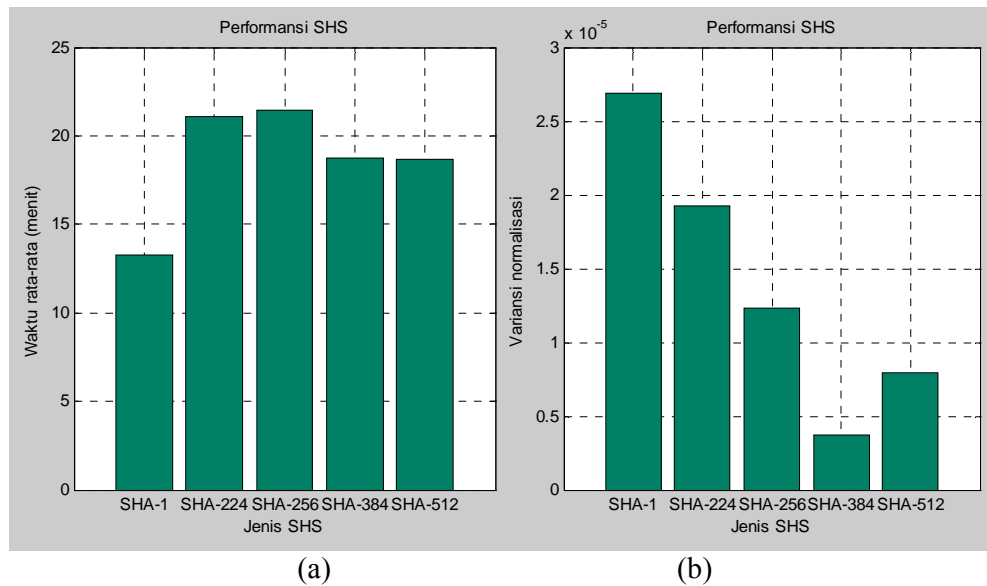 Performansi SHS
25
20
15
10
5
0
Waktu rata-rata (menit)
SHA-1 SHA-224 SHA-256 SHA-384 SHA-512
Jenis SHS
(a)
Performansi SHS
x 10^-5
3
2.5
2
1.5
1
0.5
0
Variansi normalisasi
SHA-1 SHA-224 SHA-256 SHA-384 SHA-512
Jenis SHS
(b)